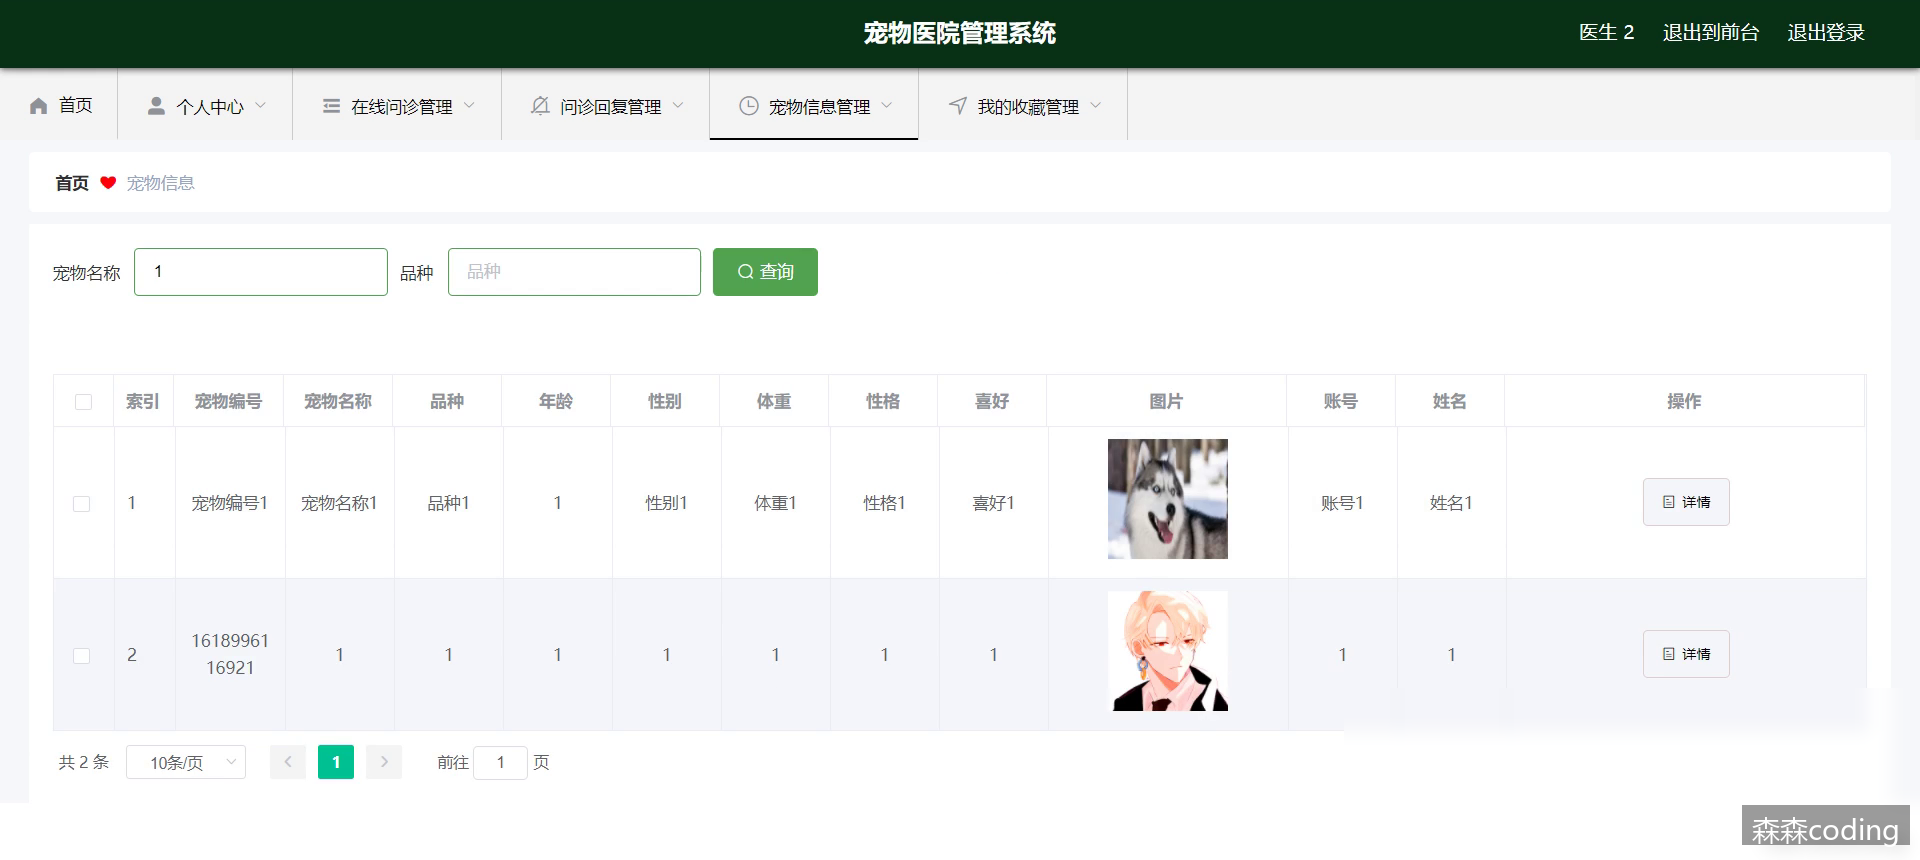 宠物医院管理系统
医生 2 退出到前台 退出登录
首页 个人中心 在线问诊管理 问诊回复管理 宠物信息管理 我的收藏管理
首页 宠物信息
宠物名称 1 品种 品种 查询
索引 宠物编号 宠物名称 品种 年龄 性别 体重 性格 喜好 图片 账号 姓名 操作
1 宠物编号1 宠物名称1 品种1 1 性别1 体重1 性格1 喜好1 账号1 姓名1 详情
2 16189961 1 1 1 1 1 1 1 1 1 详情
16921
共 2 条 10条/页 1 前往 1 页
森森coding